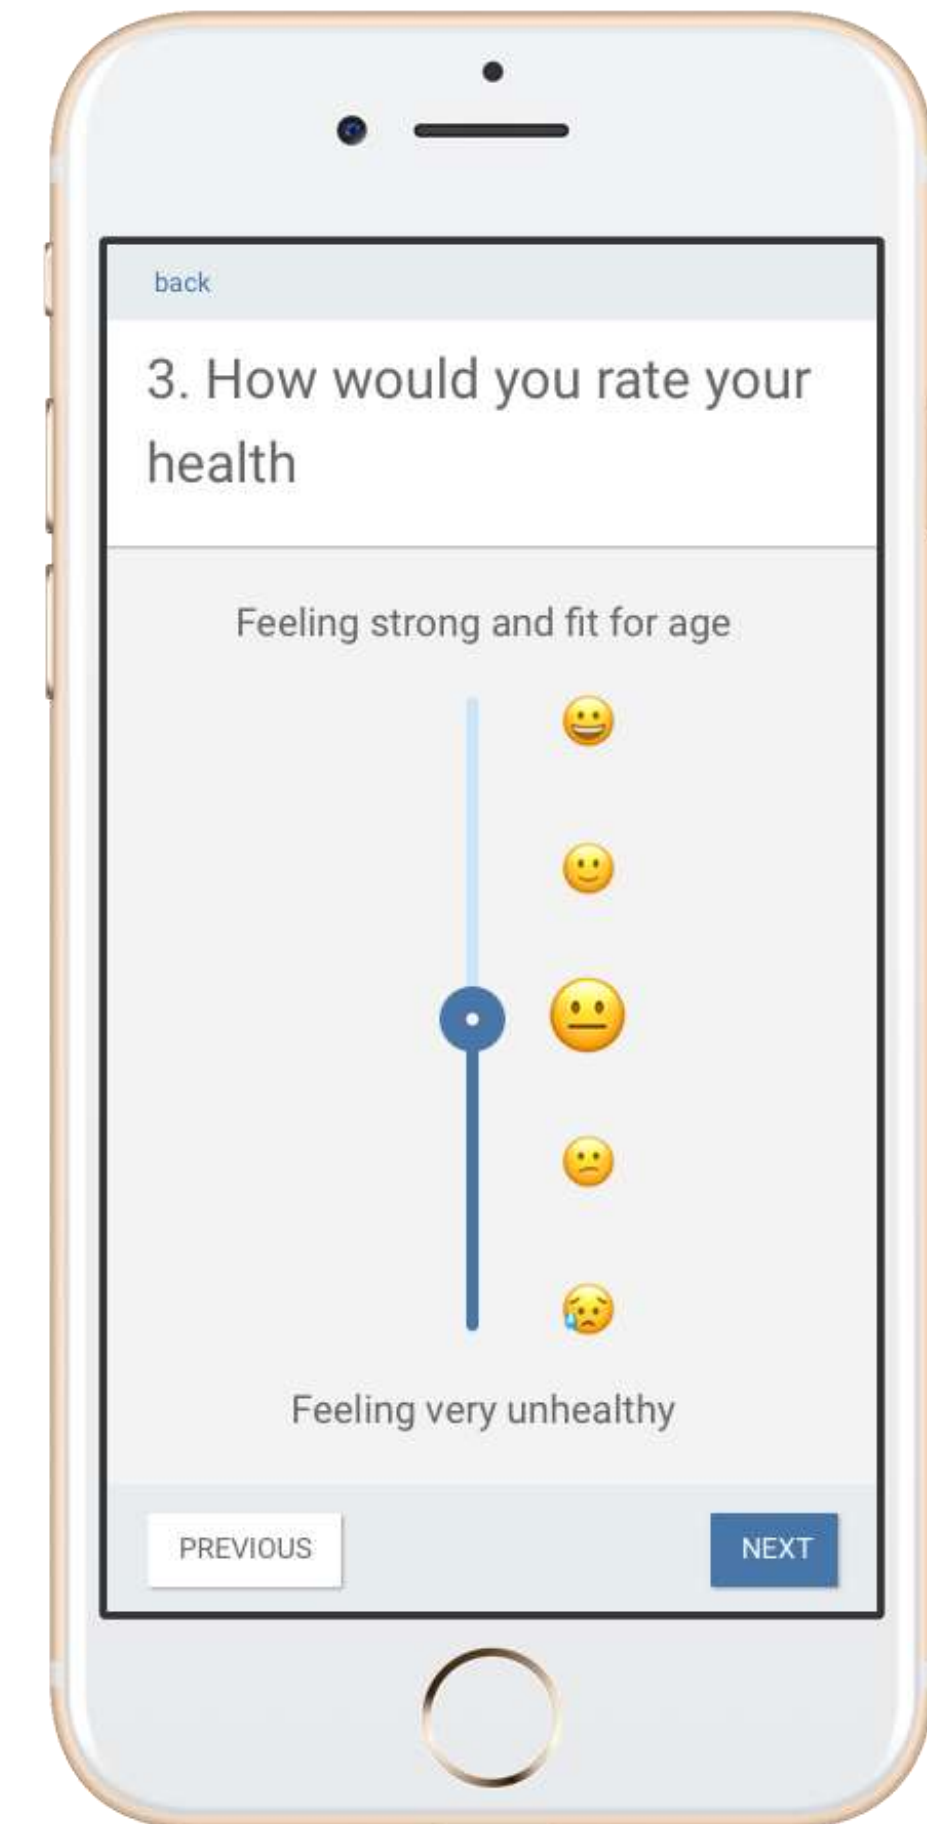 back
3. How would you rate your
health
Feeling strong and fit for age
Feeling very unhealthy
PREVIOUS
NEXT